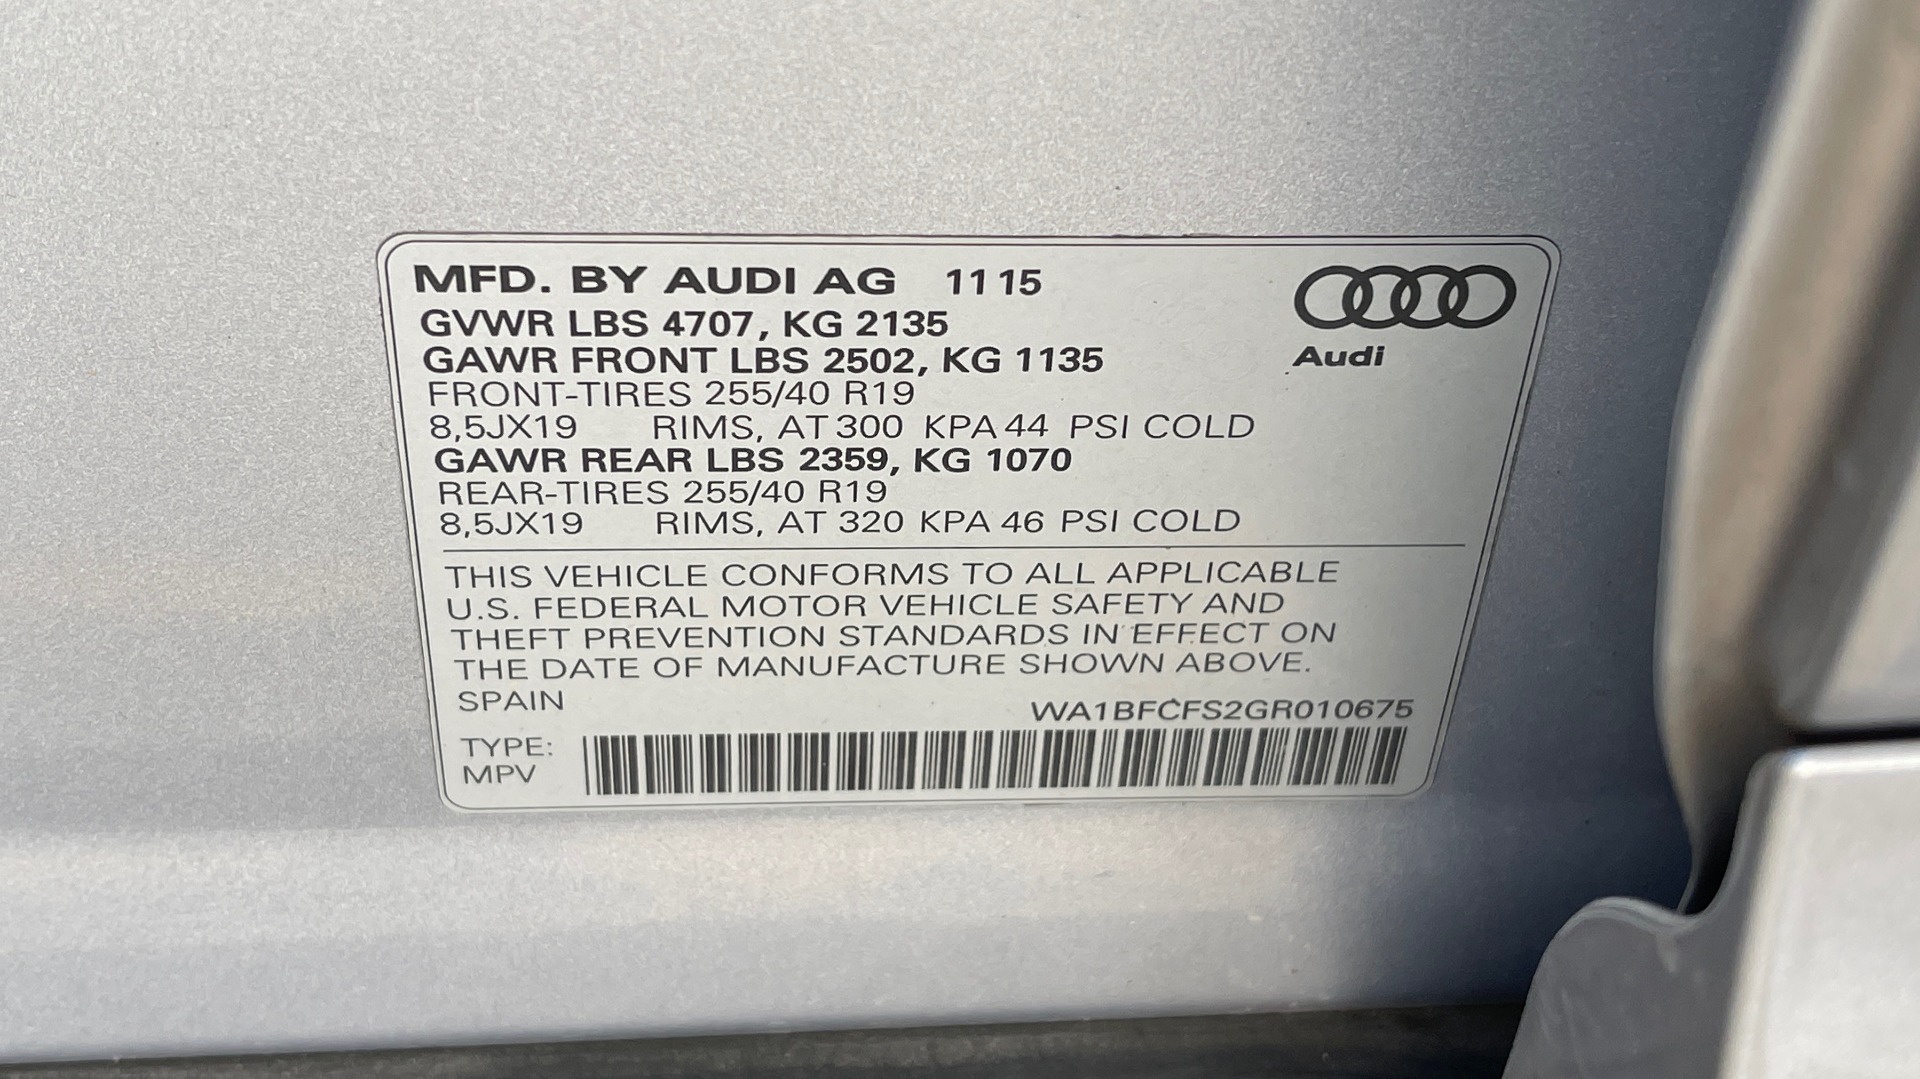 MFD. BY AUDI AG 11 15
GVWR LBS 4707, KG 2135
GAWR FRONT LBS 2502, KG 1135
Audi
FRONT-TIRES 255/40 R19
8,5JX19 RIMS, AT 300 KPA 44 PSI COLD
GAWR REAR LBS 2359, KG 1070
REAR-TIRES 255/40 R19
8,5JX19 RIMS, AT 320 KPA 46 PSI COLD
THIS VEHICLE CONFORMS TO ALL APPLICABLE
U.S. FEDERAL MOTOR VEHICLE SAFETY AND
THEFT PREVENTION STANDARDS IN EFFECT ON
THE DATE OF MANUFACTURE SHOWN ABOVE.
SPAIN
WA1BFCFS2GR010675
TYPE:
MPV